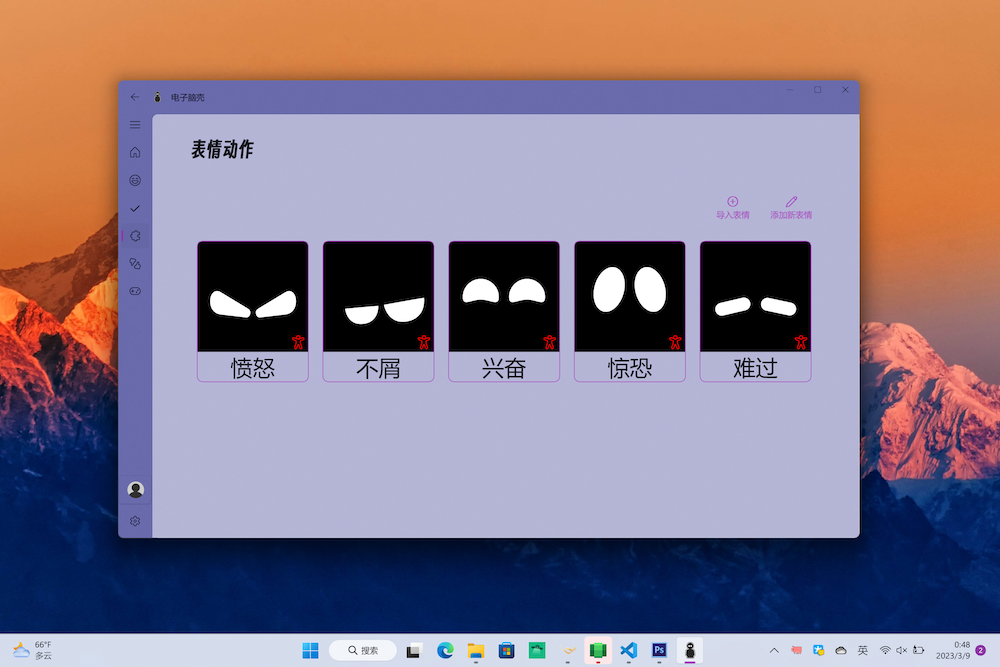 电子脑壳
表情动作
导入表情
添加新表情
愤怒
不屑
兴奋
惊恐
难过
66°F
多云
搜索
Ps
英
0:48
2023/3/9
2